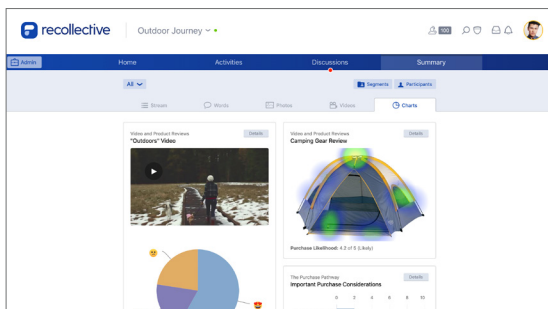 recollective
Outdoor Journey
100
Admin
Home
Activities
Discussions
Summary
All
Segments
Participants
Stream
Words
Photos
Videos
Charts
Video and Product Reviews
Details
"Outdoors" Video
Video and Product Reviews
Details
Camping Gear Review
Purchase Likelihood: 4.2 of 5 (Likely)
The Purchase Pathway
Details
Important Purchase Considerations
0 2 4 6 8 10